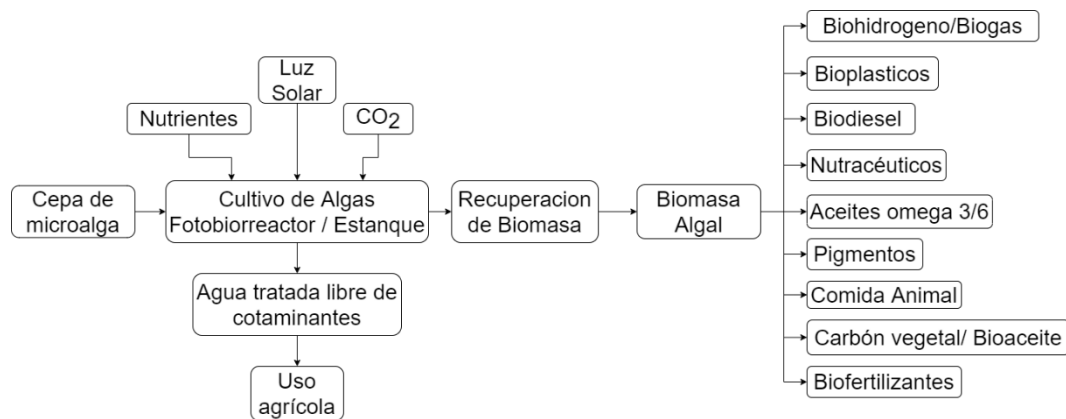 Luz
Solar
Nutrientes
CO2
Cepa de
microalga
Cultivo de Algas
Fotobiorreactor / Estanque
Recuperacion
de Biomasa
Biomasa
Algal
Agua tratada libre de
cotaminantes
Uso
agrícola
Biohidrogeno/Biogas
Bioplasticos
Biodiesel
Nutracéuticos
Aceites omega 3/6
Pigmentos
Comida Animal
Carbón vegetal/ Bioaceite
Biofertilizantes